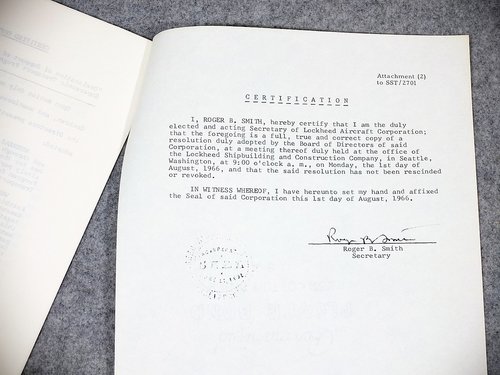 Attachment (2)
to SST/2701
CERTIFICATION
I, ROGER B. SMITH, hereby certify that I am the duly
elected and acting Secretary of Lockheed Aircraft Corporation;
that the foregoing is a full, true and correct copy of a
resolution duly adopted by the Board of Directors of said
Corporation, at a meeting thereof duly held at the office of
the Lockheed Shipbuilding and Construction Company, in Seattle,
Washington, at 9:00 o'clock a. m., on Monday, the 1st day of
August, 1966, and that the said resolution has not been rescinded
or revoked.
IN WITNESS WHEREOF, I have hereunto set my hand and affixed
the Seal of said Corporation this 1st day of August, 1966.
Roger B. Smith
Roger B. Smith
Secretary
SEAL